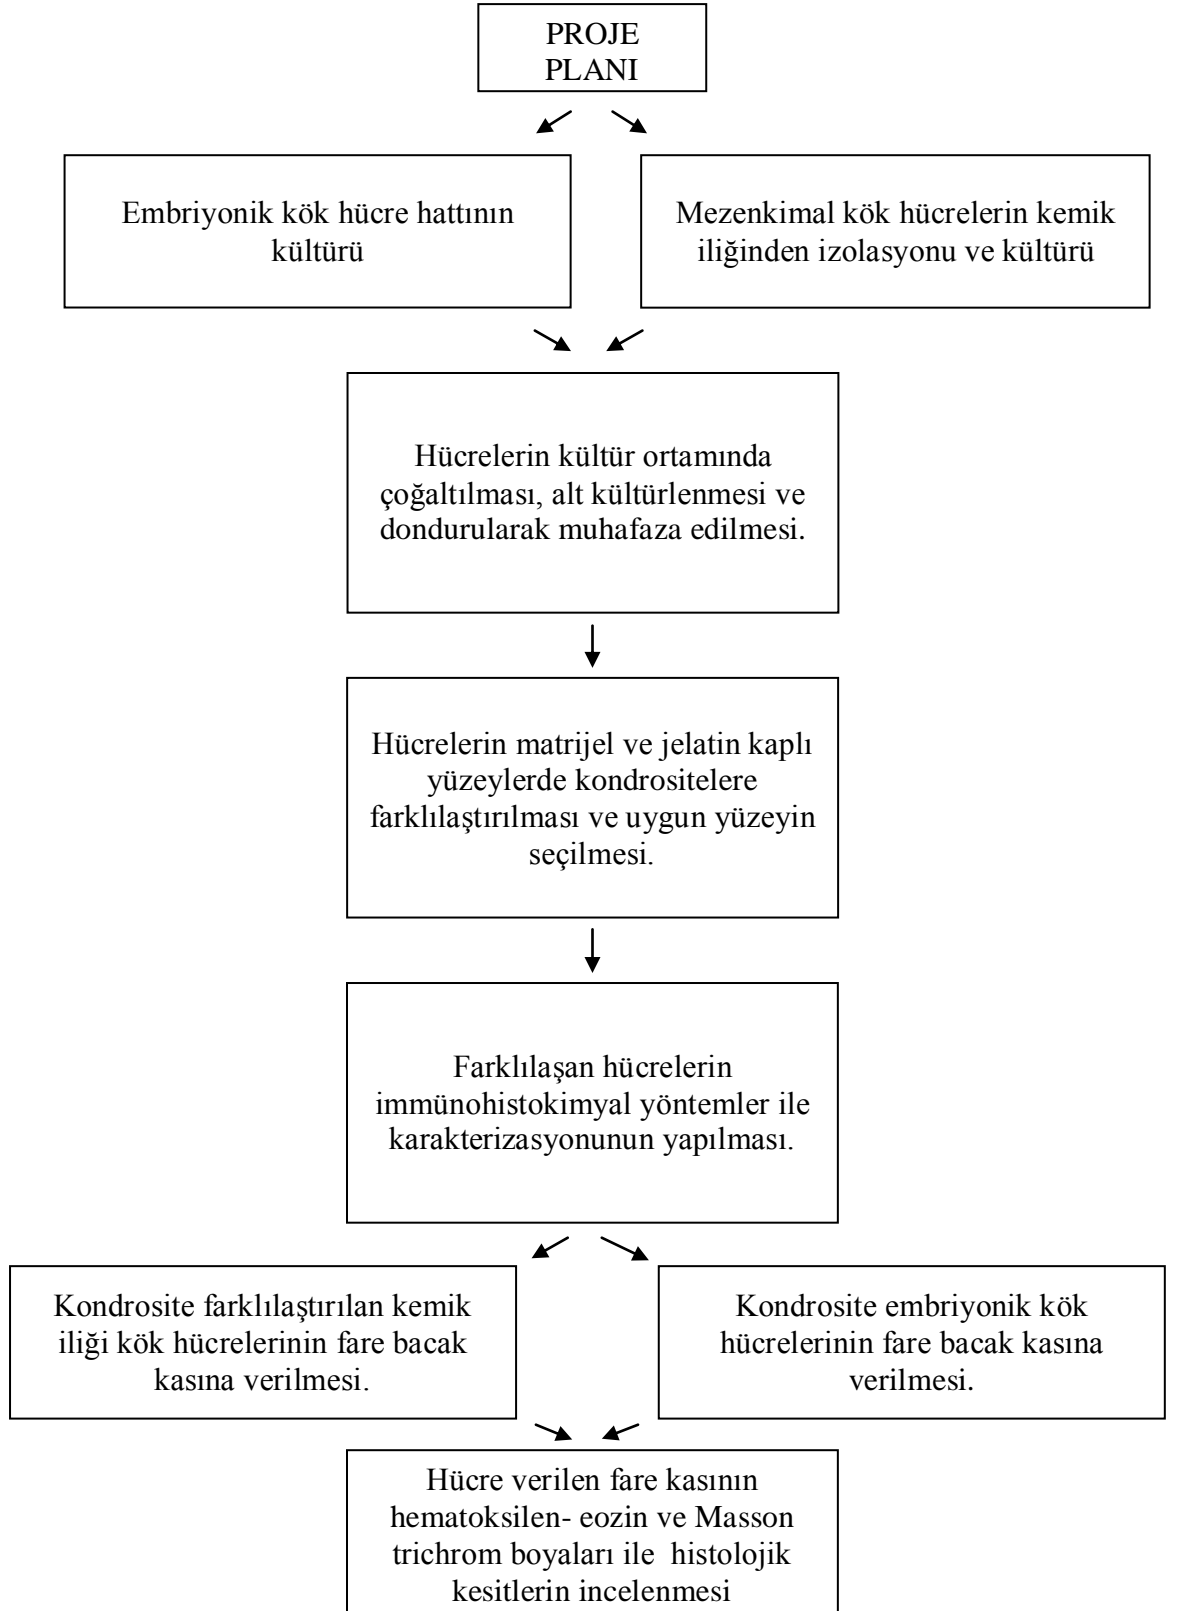 PROJE
PLANI
Embriyonik kök hücre hattının
kültürü
Mezenkimal kök hücrelerin kemik
iliğinden izolasyonu ve kültürü
Hücrelerin kültür ortamında
çoğaltılması, alt kültürlenmesi ve
dondurularak muhafaza edilmesi.
Hücrelerin matrijel ve jelatin kaplı
yüzeylerde kondrositelere
farklılaştırılması ve uygun yüzeyin
seçilmesi.
Farklılaşan hücrelerin
immünohistokimyal yöntemler ile
karakterizasyonunun yapılması.
Kondrosite farklılaştırılan kemik
iliği kök hücrelerinin fare bacak
kasına verilmesi.
Kondrosite embriyonik kök
hücrelerinin fare bacak kasına
verilmesi.
Hücre verilen fare kasının
hematoksilen- eozin ve Masson
trichrom boyaları ile histolojik
kesitlerin incelenmesi